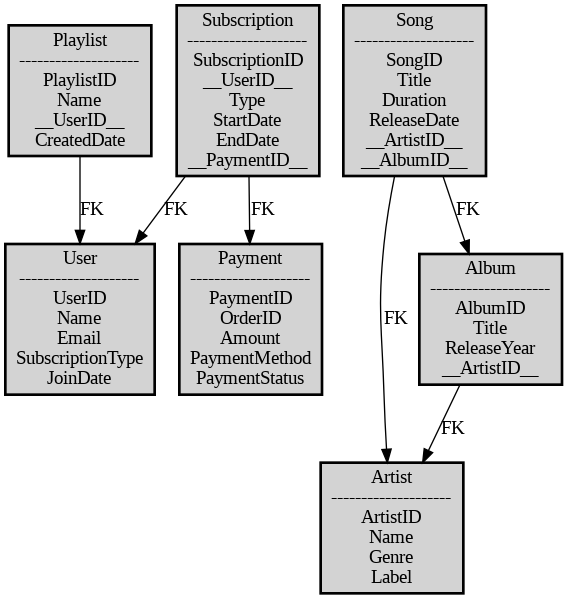 Playlist
--------------------
PlaylistID
Name
__UserID__
CreatedDate
Subscription
--------------------
SubscriptionID
__UserID__
Type
StartDate
EndDate
__PaymentID__
Song
--------------------
SongID
Title
Duration
ReleaseDate
__ArtistID__
__AlbumID__
FK
FK
FK
FK
User
--------------------
UserID
Name
Email
SubscriptionType
JoinDate
Payment
--------------------
PaymentID
OrderID
Amount
PaymentMethod
PaymentStatus
FK
Album
--------------------
AlbumID
Title
ReleaseYear
__ArtistID__
FK
Artist
--------------------
ArtistID
Name
Genre
Label